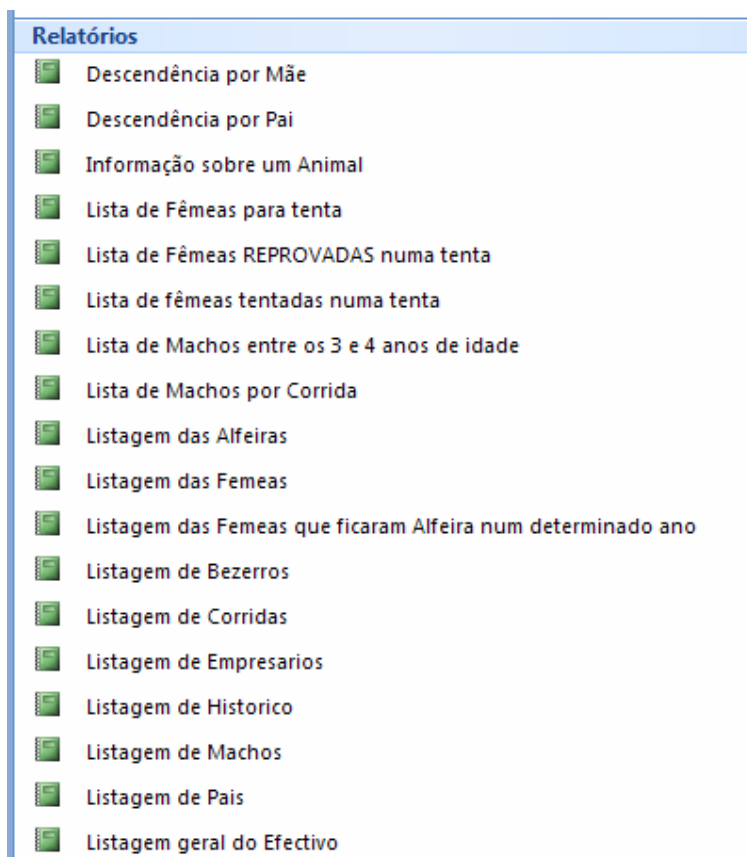 Relatórios
Descendência por Mãe
Descendência por Pai
Informação sobre um Animal
Lista de Fêmeas para tenta
Lista de Fêmeas REPROVADAS numa tenta
Lista de fêmeas tentadas numa tenta
Lista de Machos entre os 3 e 4 anos de idade
Lista de Machos por Corrida
Listagem das Alfeiras
Listagem das Femeas
Listagem das Femeas que ficaram Alfeira num determinado ano
Listagem de Bezerros
Listagem de Corridas
Listagem de Empresarios
Listagem de Historico
Listagem de Machos
Listagem de Pais
Listagem geral do Efectivo